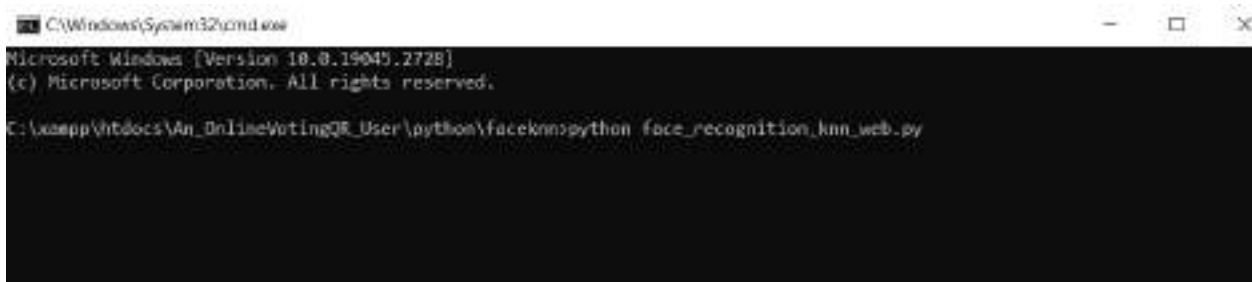 C:\Windows\System32\cmd.exe
Microsoft Windows [Version 10.0.19045.2728]
(c) Microsoft Corporation. All rights reserved.
C:\xampp\htdocs\An_OnlineVotingQR_User\python\faceknn>python face_recognition_knn_web.py